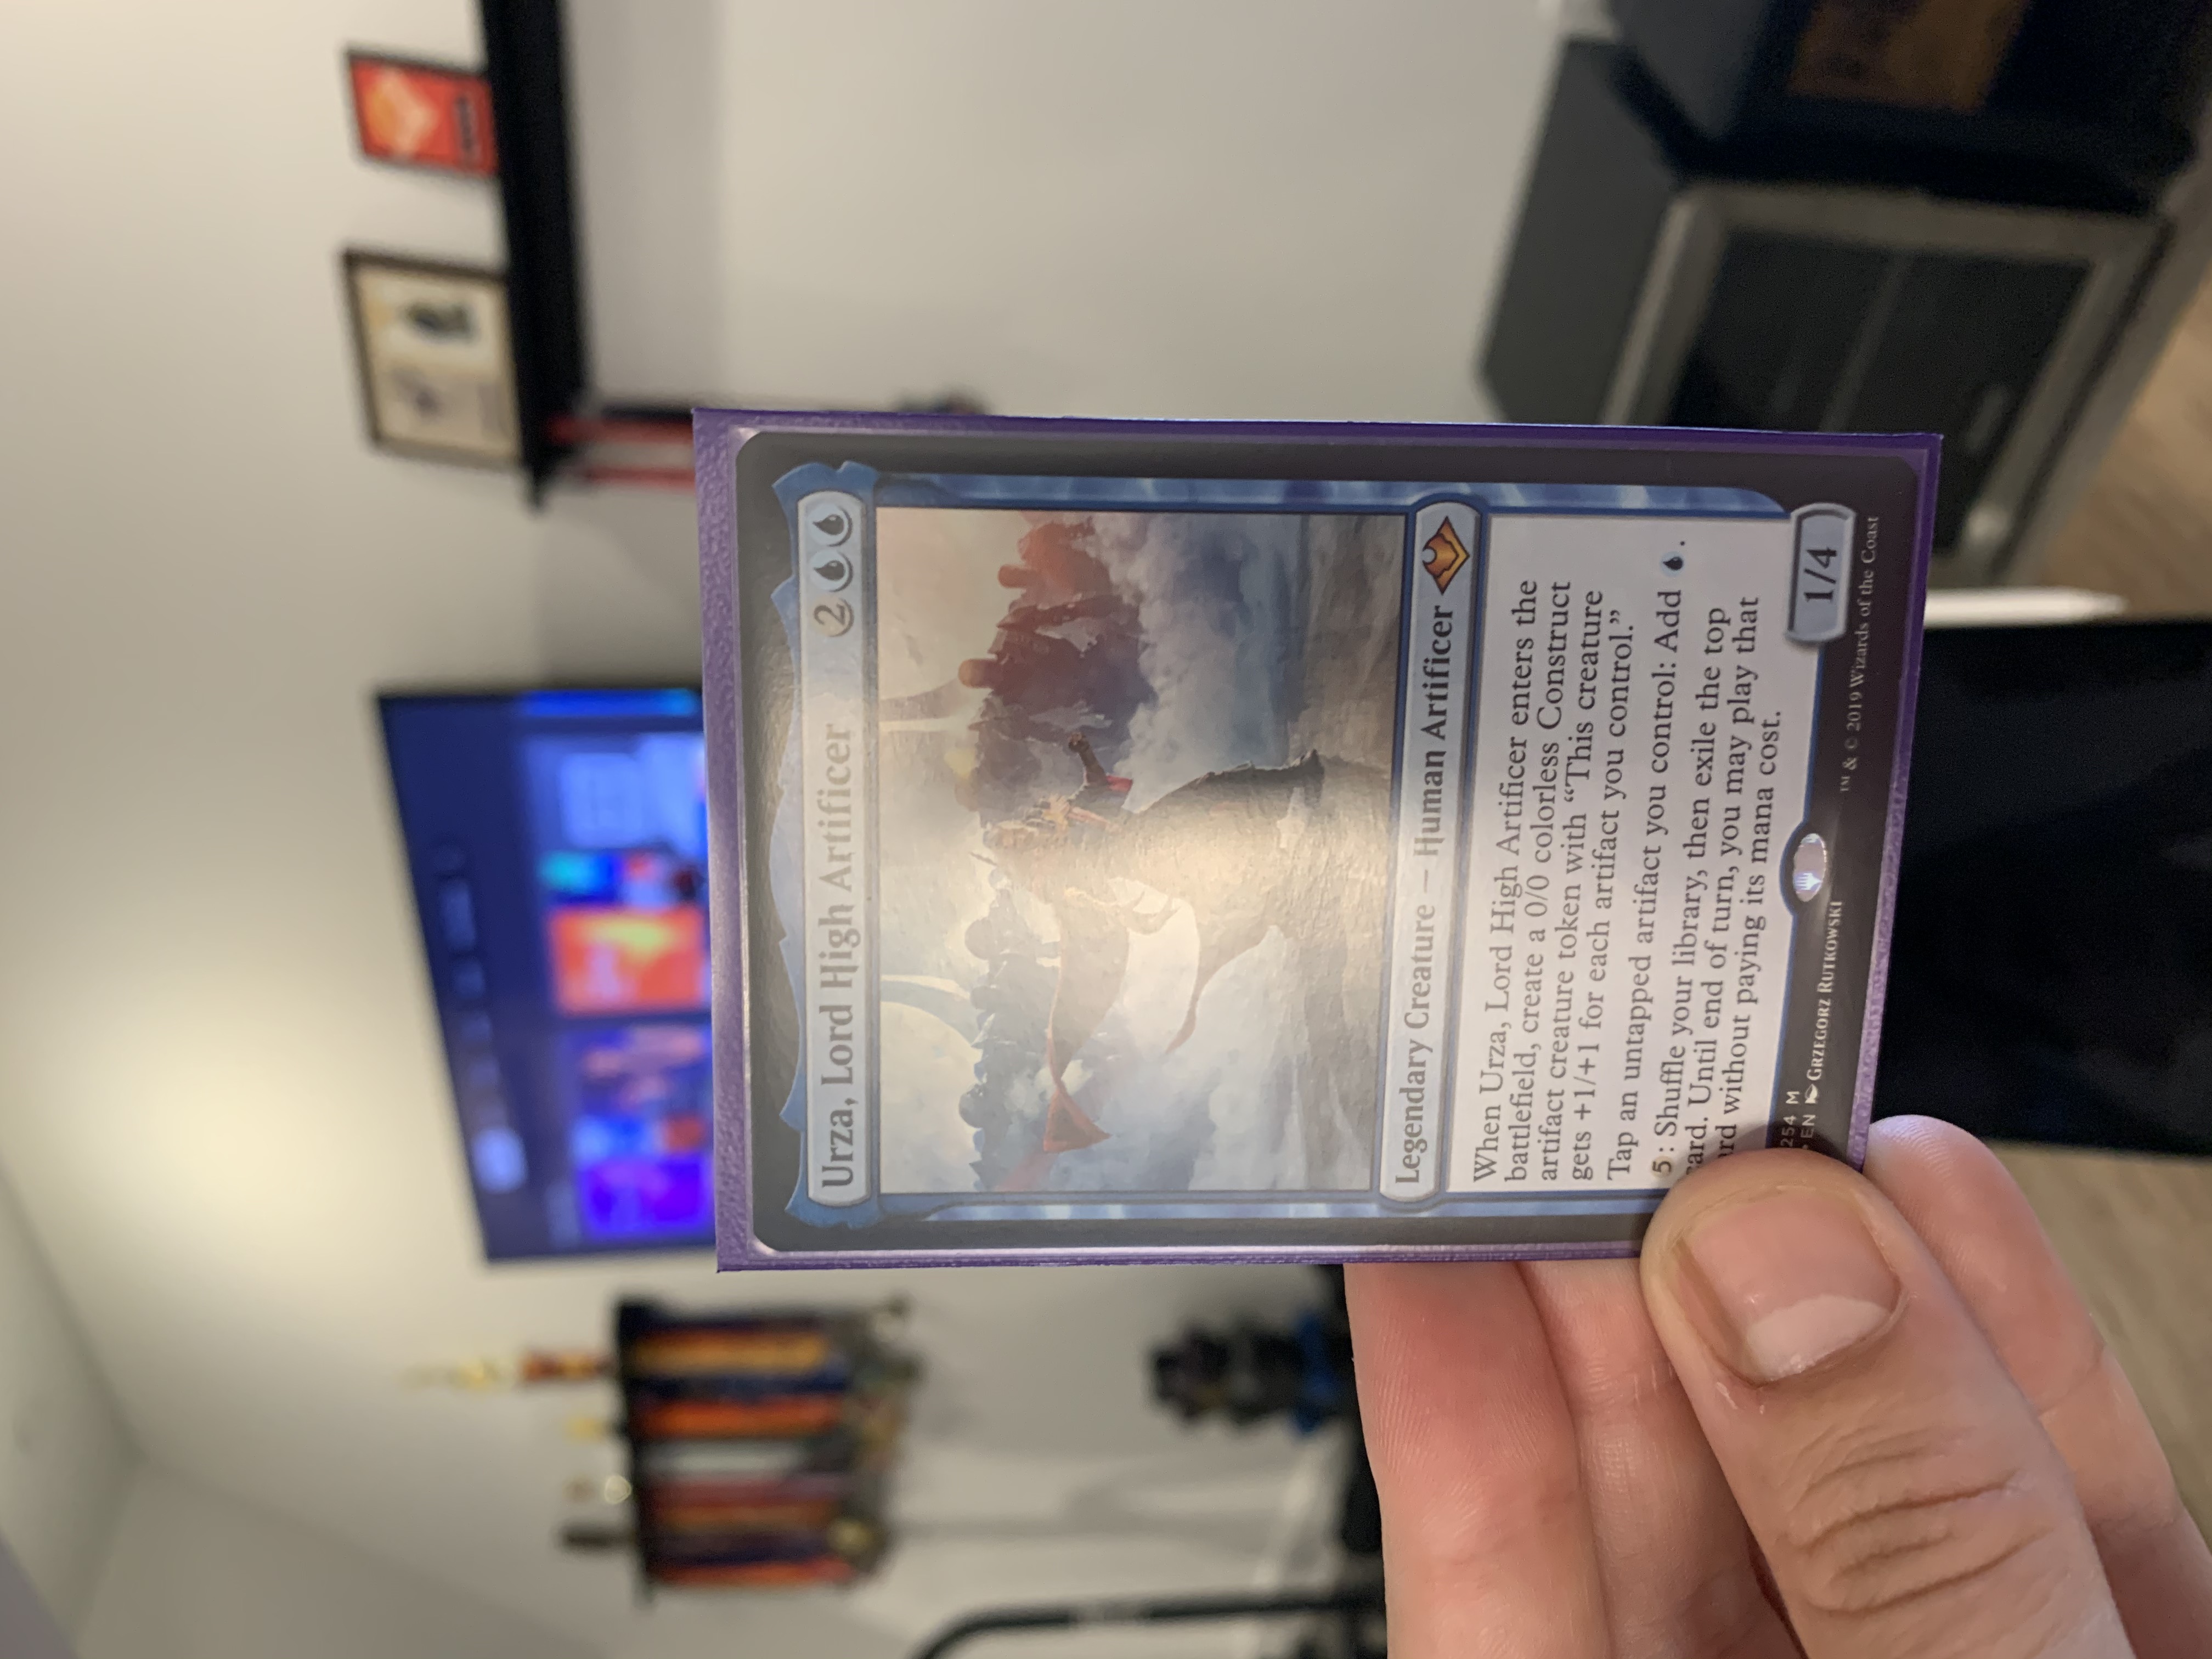 Urza, Lord High Artificer 2
Legendary Creature — Human Artificer
When Urza, Lord High Artificer enters the
battlefield, create a 0/0 colorless Construct
artifact creature token with “This creature
gets +1/+1 for each artifact you control.”
Tap an untapped artifact you control: Add .
5: Shuffle your library, then exile the top
ard. Until end of turn, you may play that
rd without paying its mana cost.
1/4
254 M
EN Grzegorz Rutkowski
™ & © 2019 Wizards of the Coast